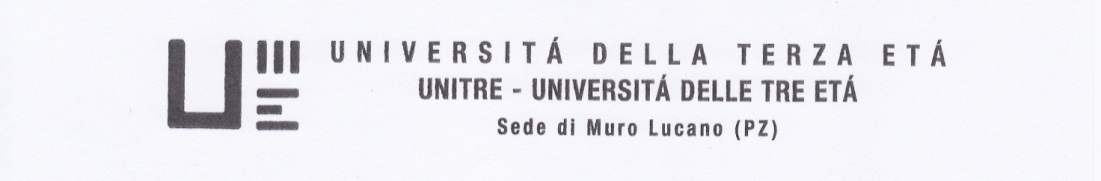 UNIVERSITÁ DELLA TERZA ETÁ
UNITRE - UNIVERSITÁ DELLE TRE ETÁ
Sede di Muro Lucano (PZ)